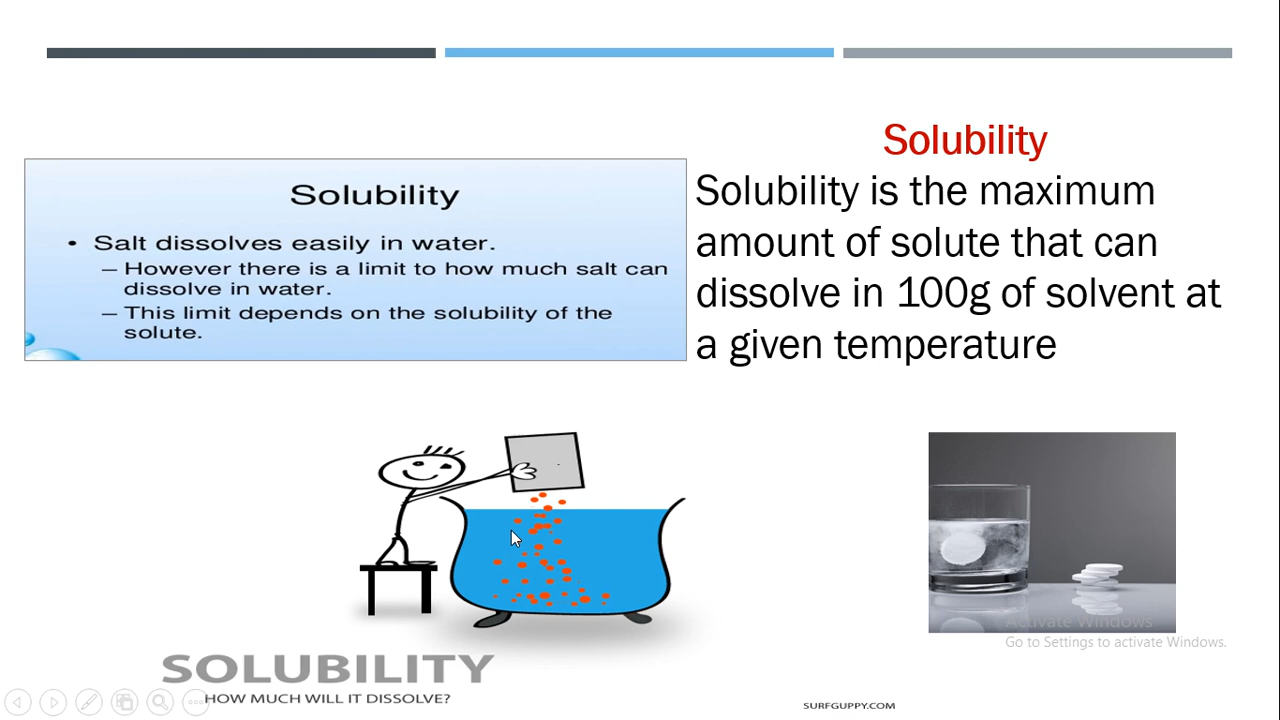 Solubility
• Salt dissolves easily in water.
– However there is a limit to how much salt can
dissolve in water.
– This limit depends on the solubility of the
solute.
Solubility
Solubility is the maximum
amount of solute that can
dissolve in 100g of solvent at
a given temperature
SOLUBILITY
HOW MUCH WILL IT DISSOLVE?
SURFGUPPY.COM
Activate Windows
Go to Settings to activate Windows.